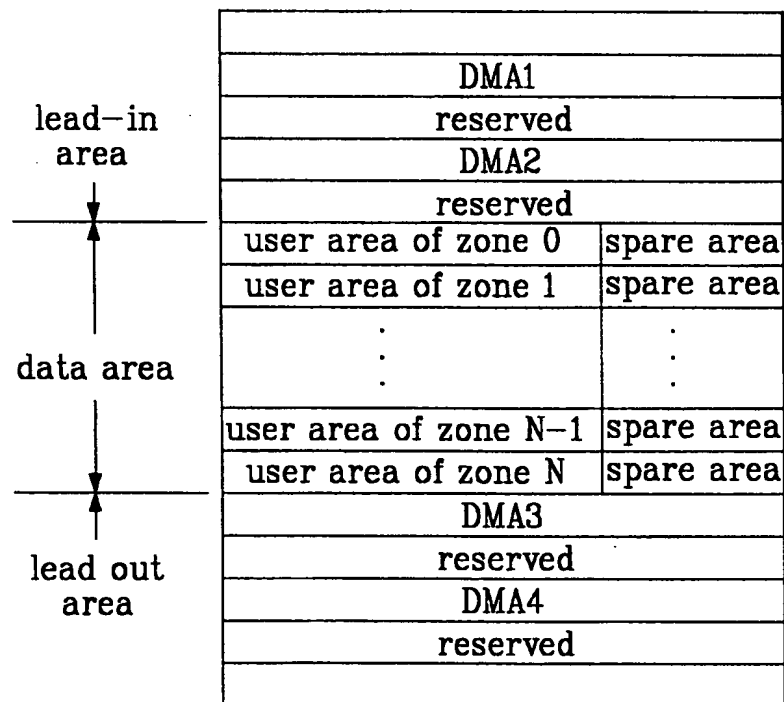 DMA1
lead-in
area
reserved
DMA2
reserved
user area of zone 0 spare area
user area of zone 1 spare area
data area
. .
. .
. .
user area of zone N-1 spare area
user area of zone N spare area
DMA3
lead out
area
reserved
DMA4
reserved